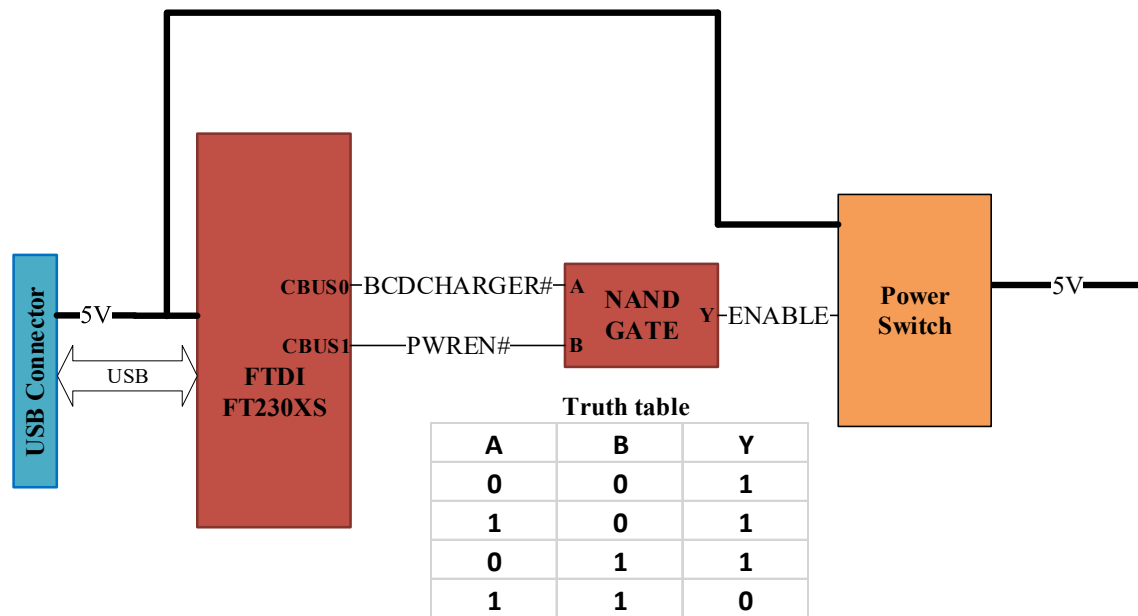 CBUS0
BCDCHARGER#
A
NAND
GATE
Y
ENABLE
Power
Switch
5V
USB Connector
5V
USB
CBUS1
PWREN#
B
FTDI
FT230XS
Truth table
A B Y
0 0 1
1 0 1
0 1 1
1 1 0